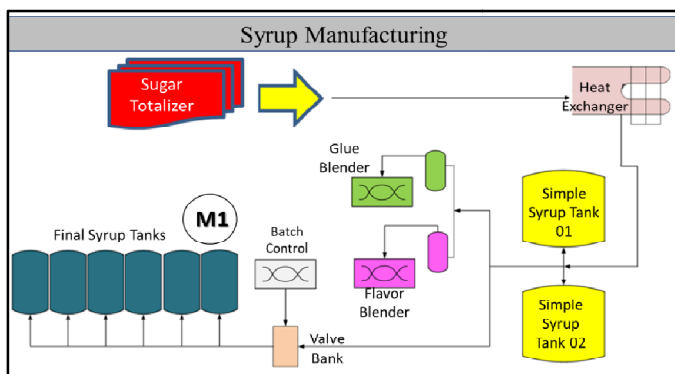 Syrup Manufacturing
Sugar
Totalizer
Heat
Exchanger
Glue
Blender
Simple
Syrup Tank
01
M1
Final Syrup Tanks
Batch
Control
Flavor
Blender
Simple
Syrup
Tank 02
Valve
Bank